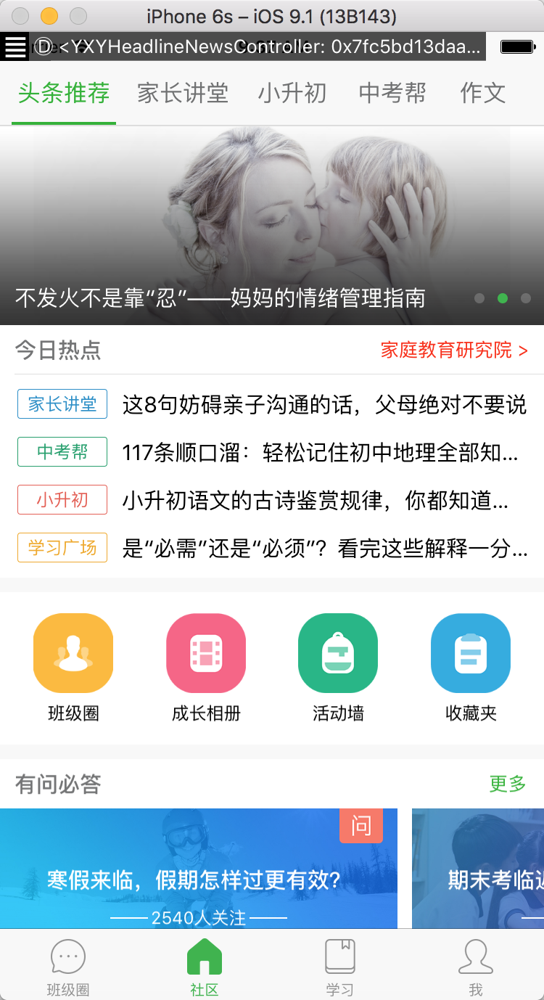 iPhone 6s – iOS 9.1 (13B143)
Ⓓ <YXYHeadlineNewsController: 0x7fc5bd13daa...
头条推荐 家长讲堂 小升初 中考帮 作文
不发火不是靠“忍”——妈妈的情绪管理指南
今日热点 家庭教育研究院 >
家长讲堂 这8句妨碍亲子沟通的话，父母绝对不要说
中考帮 117条顺口溜：轻松记住初中地理全部知...
小升初 小升初语文的古诗鉴赏规律，你都知道...
学习广场 是“必需”还是“必须”？看完这些解释一分...
班级圈 成长相册 活动墙 收藏夹
有问必答 更多
问
寒假来临，假期怎样过更有效? 期末考临
2540人关注
班级圈 社区 学习 我